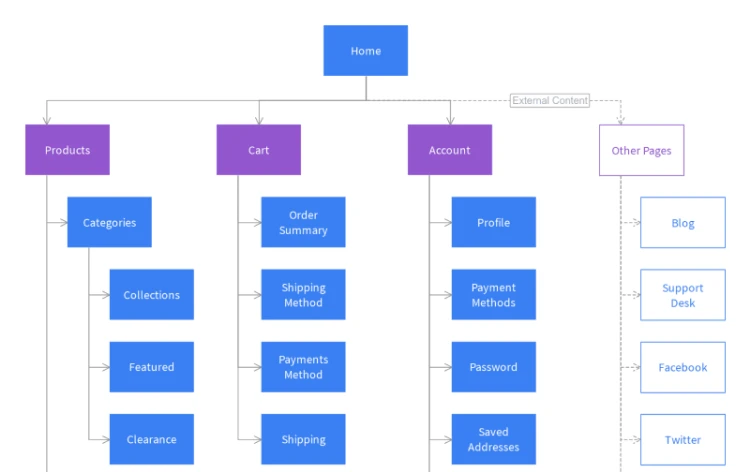 Home
External Content
Products
Cart
Account
Other Pages
Categories
Order
Summary
Profile
Blog
Collections
Shipping
Method
Payment
Methods
Support
Desk
Featured
Payments
Method
Password
Facebook
Clearance
Shipping
Saved
Addresses
Twitter